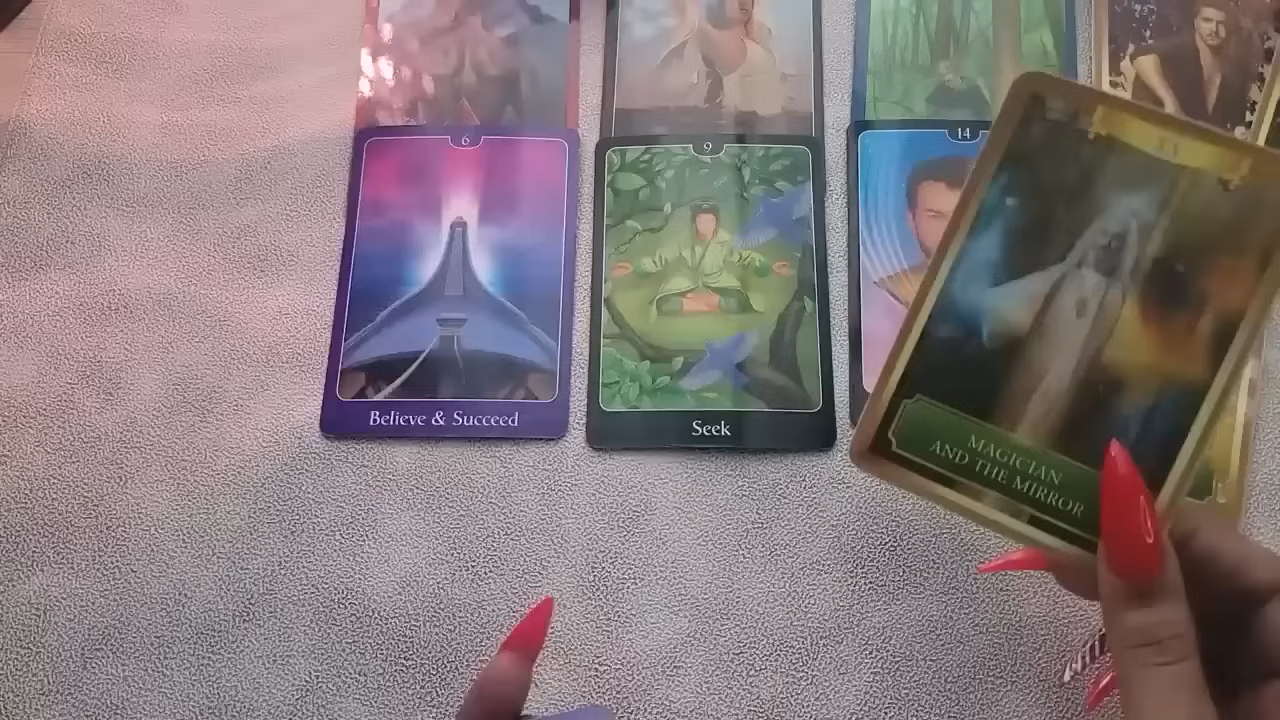 6
9
14
Believe & Succeed
Seek
MAGICIAN
AND THE MIRROR